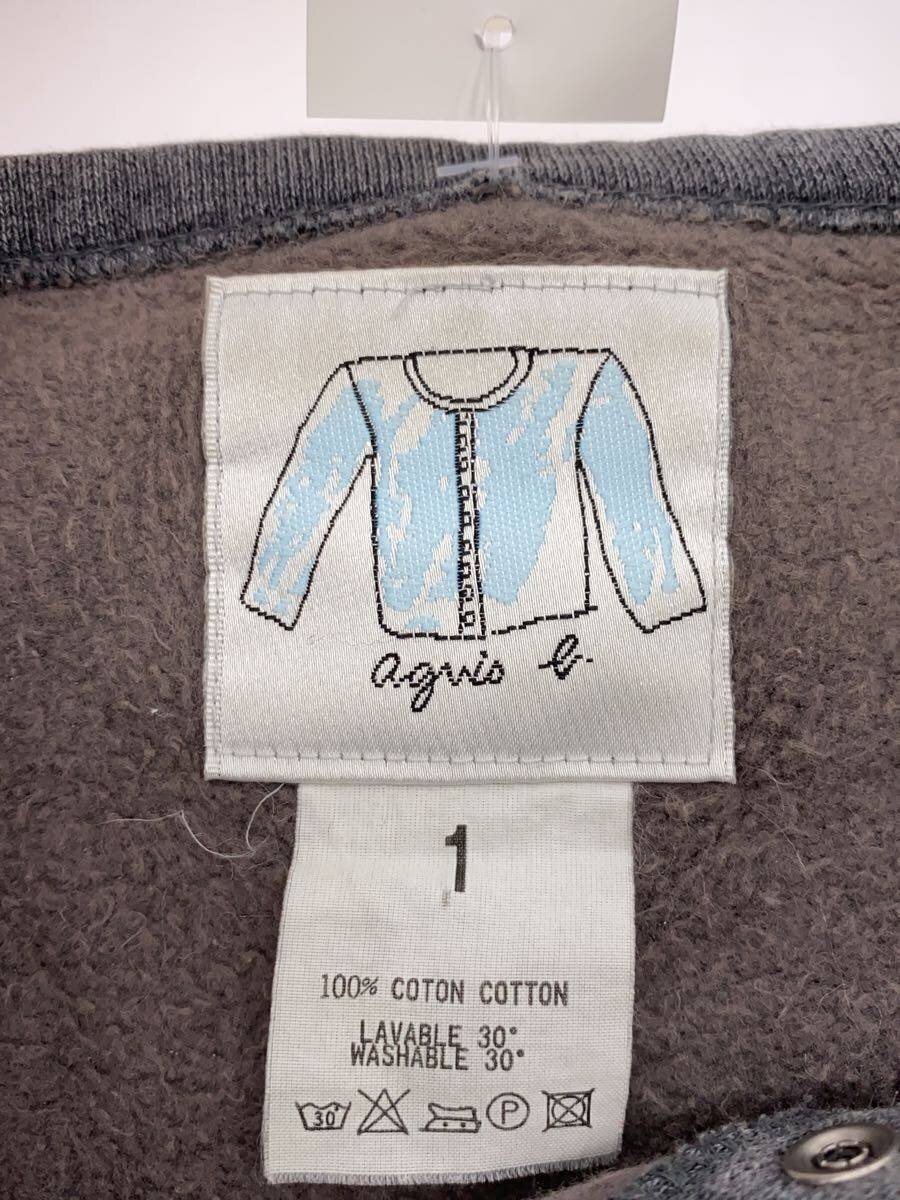 agnès b.
1
100% COTON COTTON
LAVABLE 30°
WASHABLE 30°
30° P